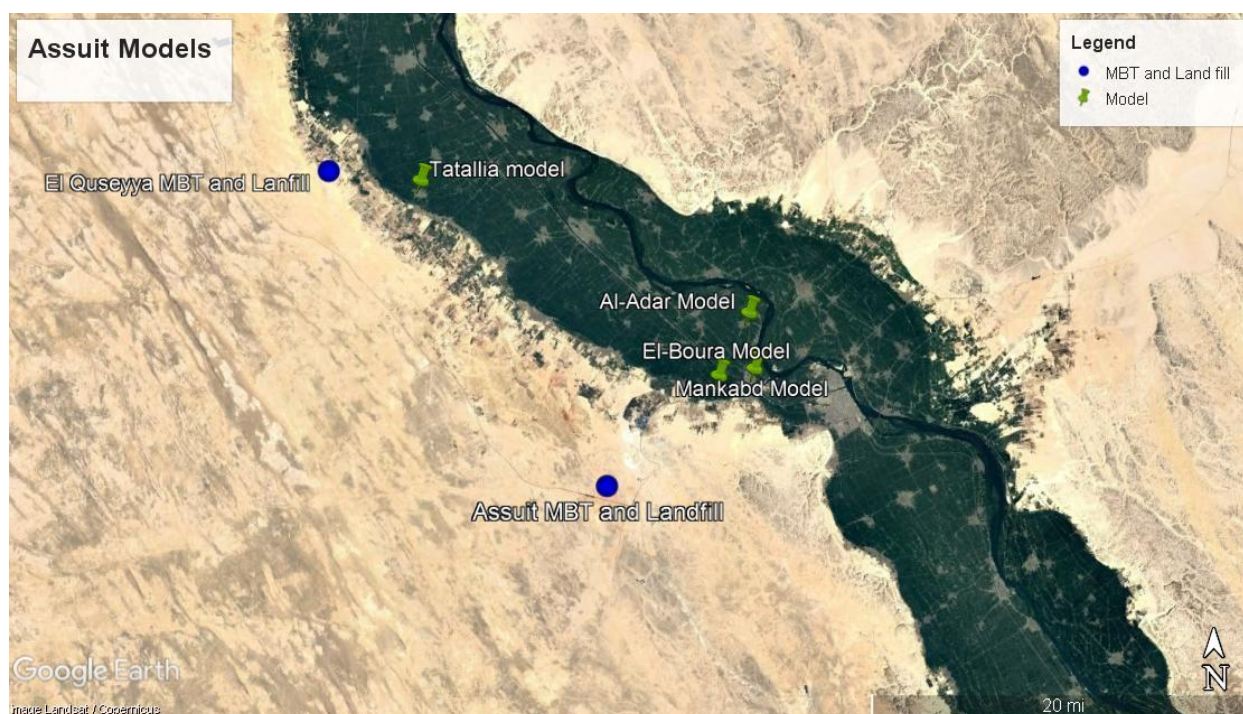 Assuit Models
Legend
MBT and Land fill
Model
Tatallia model
El Quseyya MBT and Lanfill
Al-Adar Model
El-Boura Model
Mankabd Model
Assuit MBT and Landfill
Google Earth
N
20 mi
Image Landsat / Copernicus